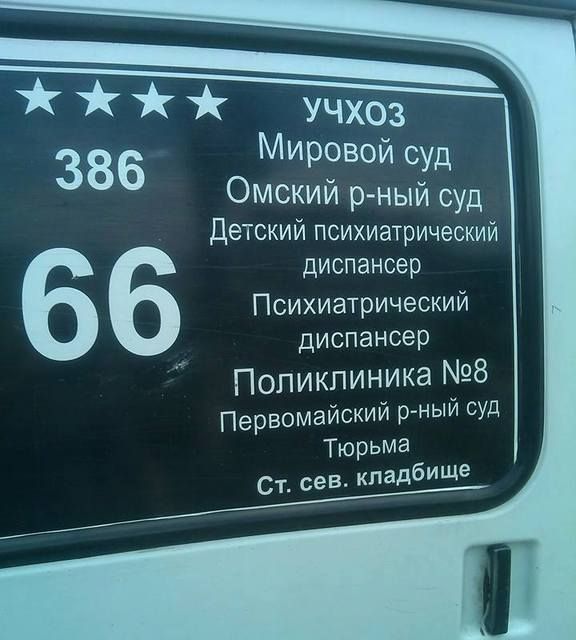 386
66
УЧХОЗ
Мировой суд
Омский р-ный суд
Детский психиатрический
диспансер
Психиатрический
диспансер
Поликлиника №8
Первомайский р-ный суд
Тюрьма
Ст. сев. кладбище